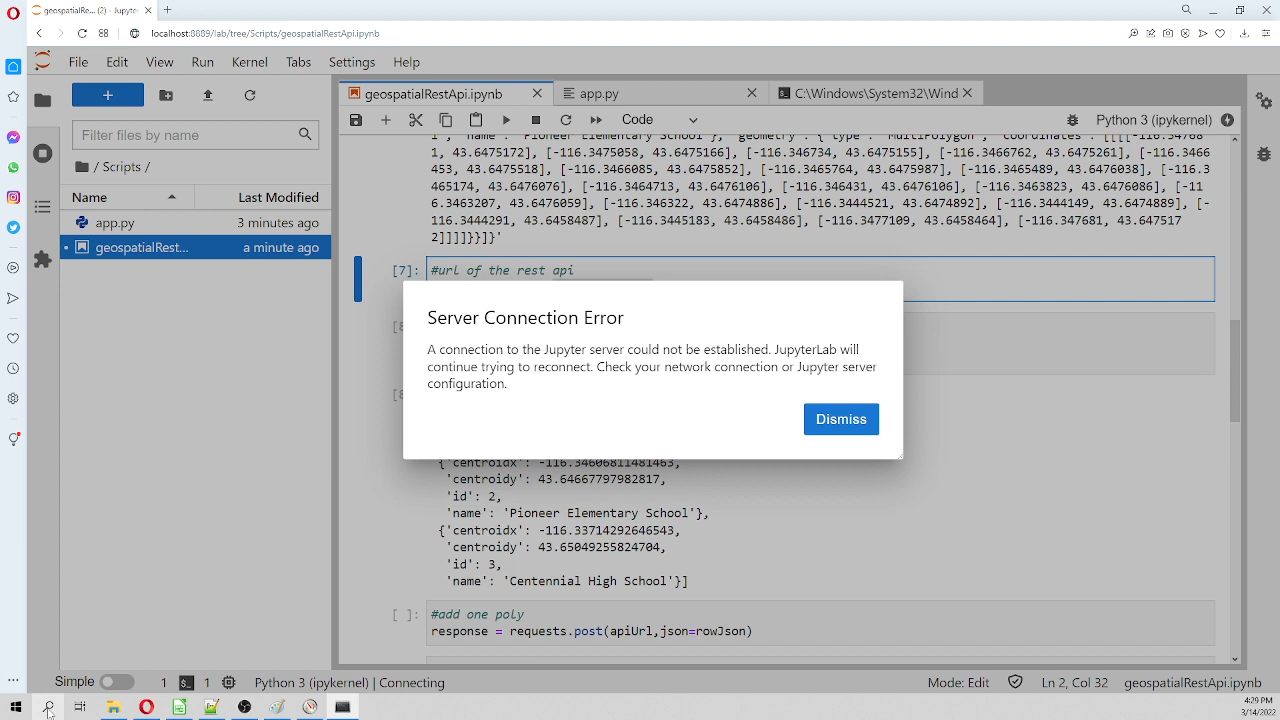 geospatialRe... (2) - Jupyter
localhost:8889/lab/tree/Scripts/geospatialRestApi.ipynb
File Edit View Run Kernel Tabs Settings Help
geospatialRestApi.ipynb
app.py
C:\Windows\System32\Wind
Code
Python 3 (ipykernel)
Filter files by name
/ Scripts /
Name Last Modified
app.py 3 minutes ago
geospatialRest... a minute ago
1, 43.6475172], [-116.3475058, 43.6475166], [-116.346734, 43.6475155], [-116.3466762, 43.6475261], [-116.3466
453, 43.6475518], [-116.3466085, 43.6475852], [-116.3465764, 43.6475987], [-116.3465489, 43.6476038], [-116.3
465174, 43.6476076], [-116.3464713, 43.6476106], [-116.346431, 43.6476106], [-116.3463823, 43.6476086], [-11
6.3463207, 43.6476059], [-116.346322, 43.6474886], [-116.3444521, 43.6474892], [-116.3444149, 43.6474889], [-
116.3444291, 43.6458487], [-116.3445183, 43.6458486], [-116.3477109, 43.6458464], [-116.347681, 43.647517
2]]]]}}]}'
[7]: #url of the rest api
Server Connection Error
A connection to the Jupyter server could not be established. JupyterLab will
continue trying to reconnect. Check your network connection or Jupyter server
configuration.
Dismiss
{'centroidx': -116.34606811481463,
'centroidy': 43.64667797982817,
'id': 2,
'name': 'Pioneer Elementary School'},
{'centroidx': -116.33714292646543,
'centroidy': 43.65049255824704,
'id': 3,
'name': 'Centennial High School'}]
[ ]: #add one poly
response = requests.post(apiUrl,json=rowJson)
Simple 1 1 Python 3 (ipykernel) | Connecting Mode: Edit Ln 2, Col 32 geospatialRestApi.ipynb
4:29 PM
3/14/2022